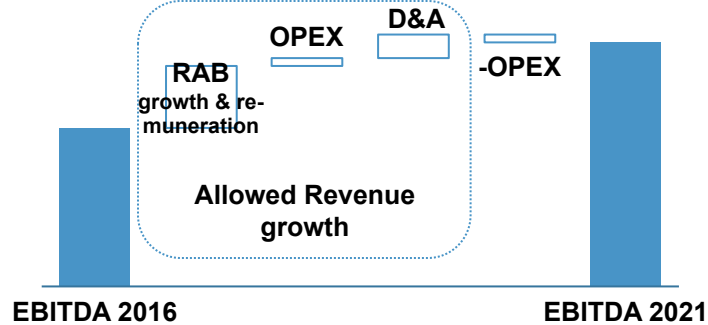 D&A
OPEX
-OPEX
RAB
growth & re-
muneration
Allowed Revenue
growth
EBITDA 2016
EBITDA 2021